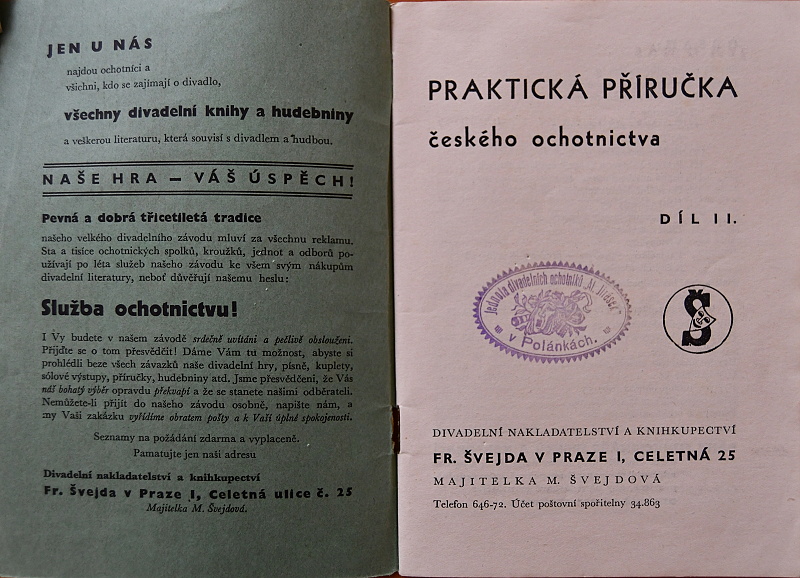 JEN U NÁS
najdou ochotníci a
všichni, kdo se zajímají o divadlo,
všechny divadelní knihy a hudebniny
a veškerou literaturu, která souvisí s divadlem a hudbou.
NAŠE HRA — VÁŠ ÚSPĚCH!
Pevná a dobrá třicetiletá tradice
našeho velkého divadelního závodu mluví za všechnu reklamu.
Sta a tisíce ochotnických spolků, kroužků, jednot a odborů po-
užívají po léta služeb našeho závodu ke všem svým nákupům
divadelní literatury, neboť důvěřují našemu heslu:
Služba ochotnictvu!
I Vy budete v našem závodě srdečně uvítáni a pečlivě obslouženi.
Přijďte se o tom přesvědčit! Dáme Vám tu možnost, abyste si
prohlédli beze všech závazků naše divadelní hry, písně, kuplety,
sólové výstupy, příručky, hudebniny atd. Jsme přesvědčeni, že Vás
náš bohatý výběr opravdu překvapí a že se stanete našimi odběrateli.
Nemůžete-li přijít do našeho závodu osobně, napište nám, a
my Vaši zakázku vyřídíme obratem pošty a k Vaší úplné spokojenosti.
Seznamy na požádání zdarma a vyplaceně.
Pamatujte jen naši adresu
Divadelní nakladatelství a knihkupectví
Fr. Švejda v Praze I, Celetná ulice č. 25
Majitelka M. Švejdová.
PRAKTICKÁ PŘÍRUČKA
českého ochotnictva
DÍL II.
Jednota divadelních ochotníků
v Polánkách.
Š
DIVADELNÍ NAKLADATELSTVÍ A KNIHKUPECTVÍ
FR. ŠVEJDA V PRAZE I, CELETNÁ 25
MAJITELKA M. ŠVEJDOVÁ
Telefon 646-72. Účet poštovní spořitelny 34.863